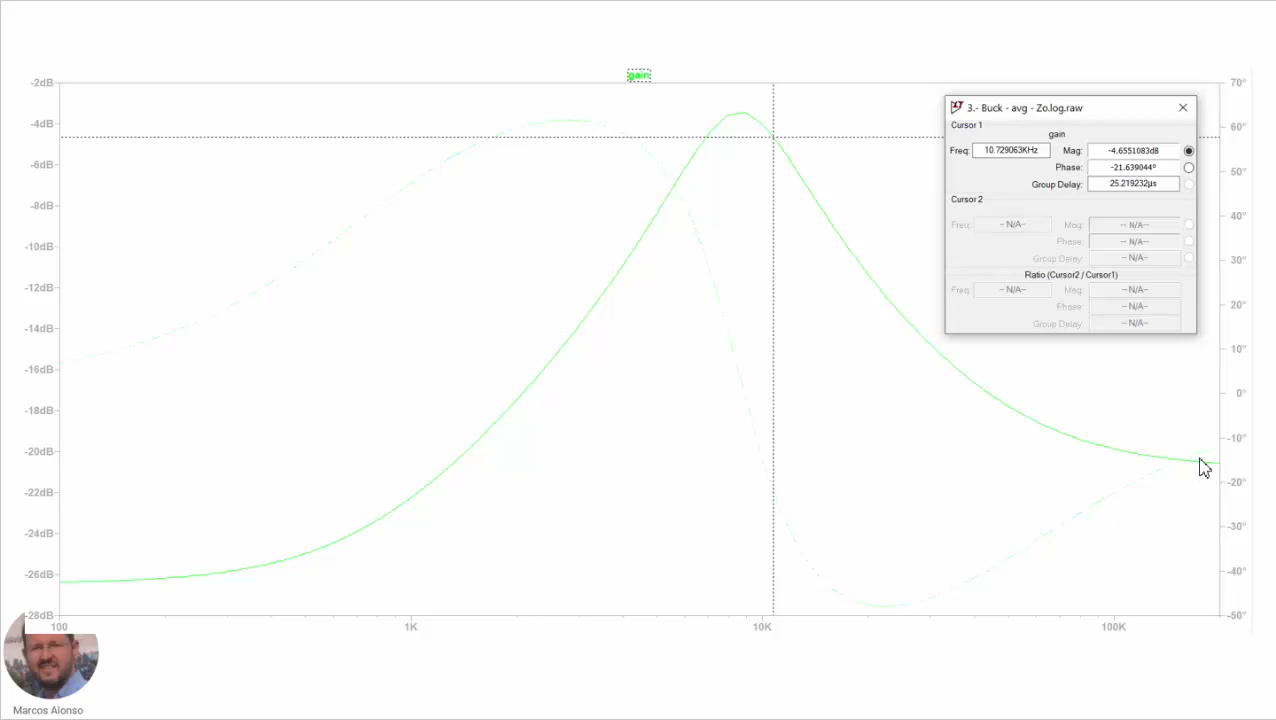 gain
-2dB
-4dB
-6dB
-8dB
-10dB
-12dB
-14dB
-16dB
-18dB
-20dB
-22dB
-24dB
-26dB
-28dB
100
1K
10K
100K
70°
60°
50°
40°
30°
20°
10°
0°
-10°
-20°
-30°
-40°
-50°
3.- Buck - avg - Zo.log.raw
Cursor 1
gain
Freq: 10.729063KHz Mag: -4.6551083dB
Phase: -21.639044°
Group Delay: 25.219232µs
Cursor 2
Freq: -- N/A-- Mag: -- N/A--
Phase: -- N/A--
Group Delay: -- N/A--
Ratio (Cursor2 / Cursor1)
Freq: -- N/A-- Mag: -- N/A--
Phase: -- N/A--
Group Delay: -- N/A--
Marcos Alonso